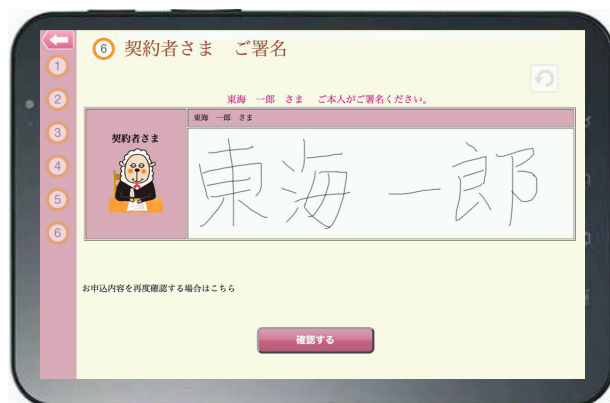 ⑥ 契約者さま ご署名
1
2
3
4
5
6
東海 一郎 さま ご本人がご署名ください。
東海 一郎 さま
契約者さま
東海 一郎
お申込内容を再度確認する場合はこちら
確認する